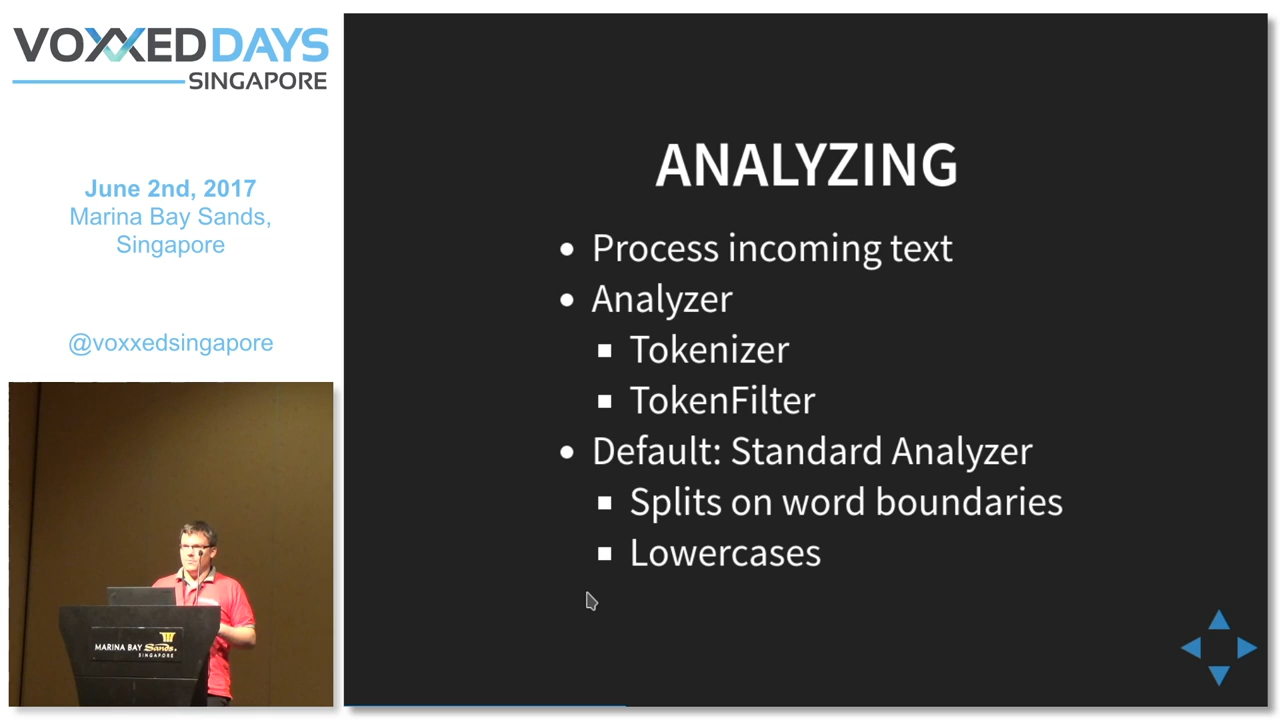 VOXXEDDAYS
SINGAPORE
June 2nd, 2017
Marina Bay Sands,
Singapore
@voxxedsingapore
MARINA BAY Sands.
SINGAPORE
ANALYZING
• Process incoming text
• Analyzer
▪ Tokenizer
▪ TokenFilter
• Default: Standard Analyzer
▪ Splits on word boundaries
▪ Lowercases